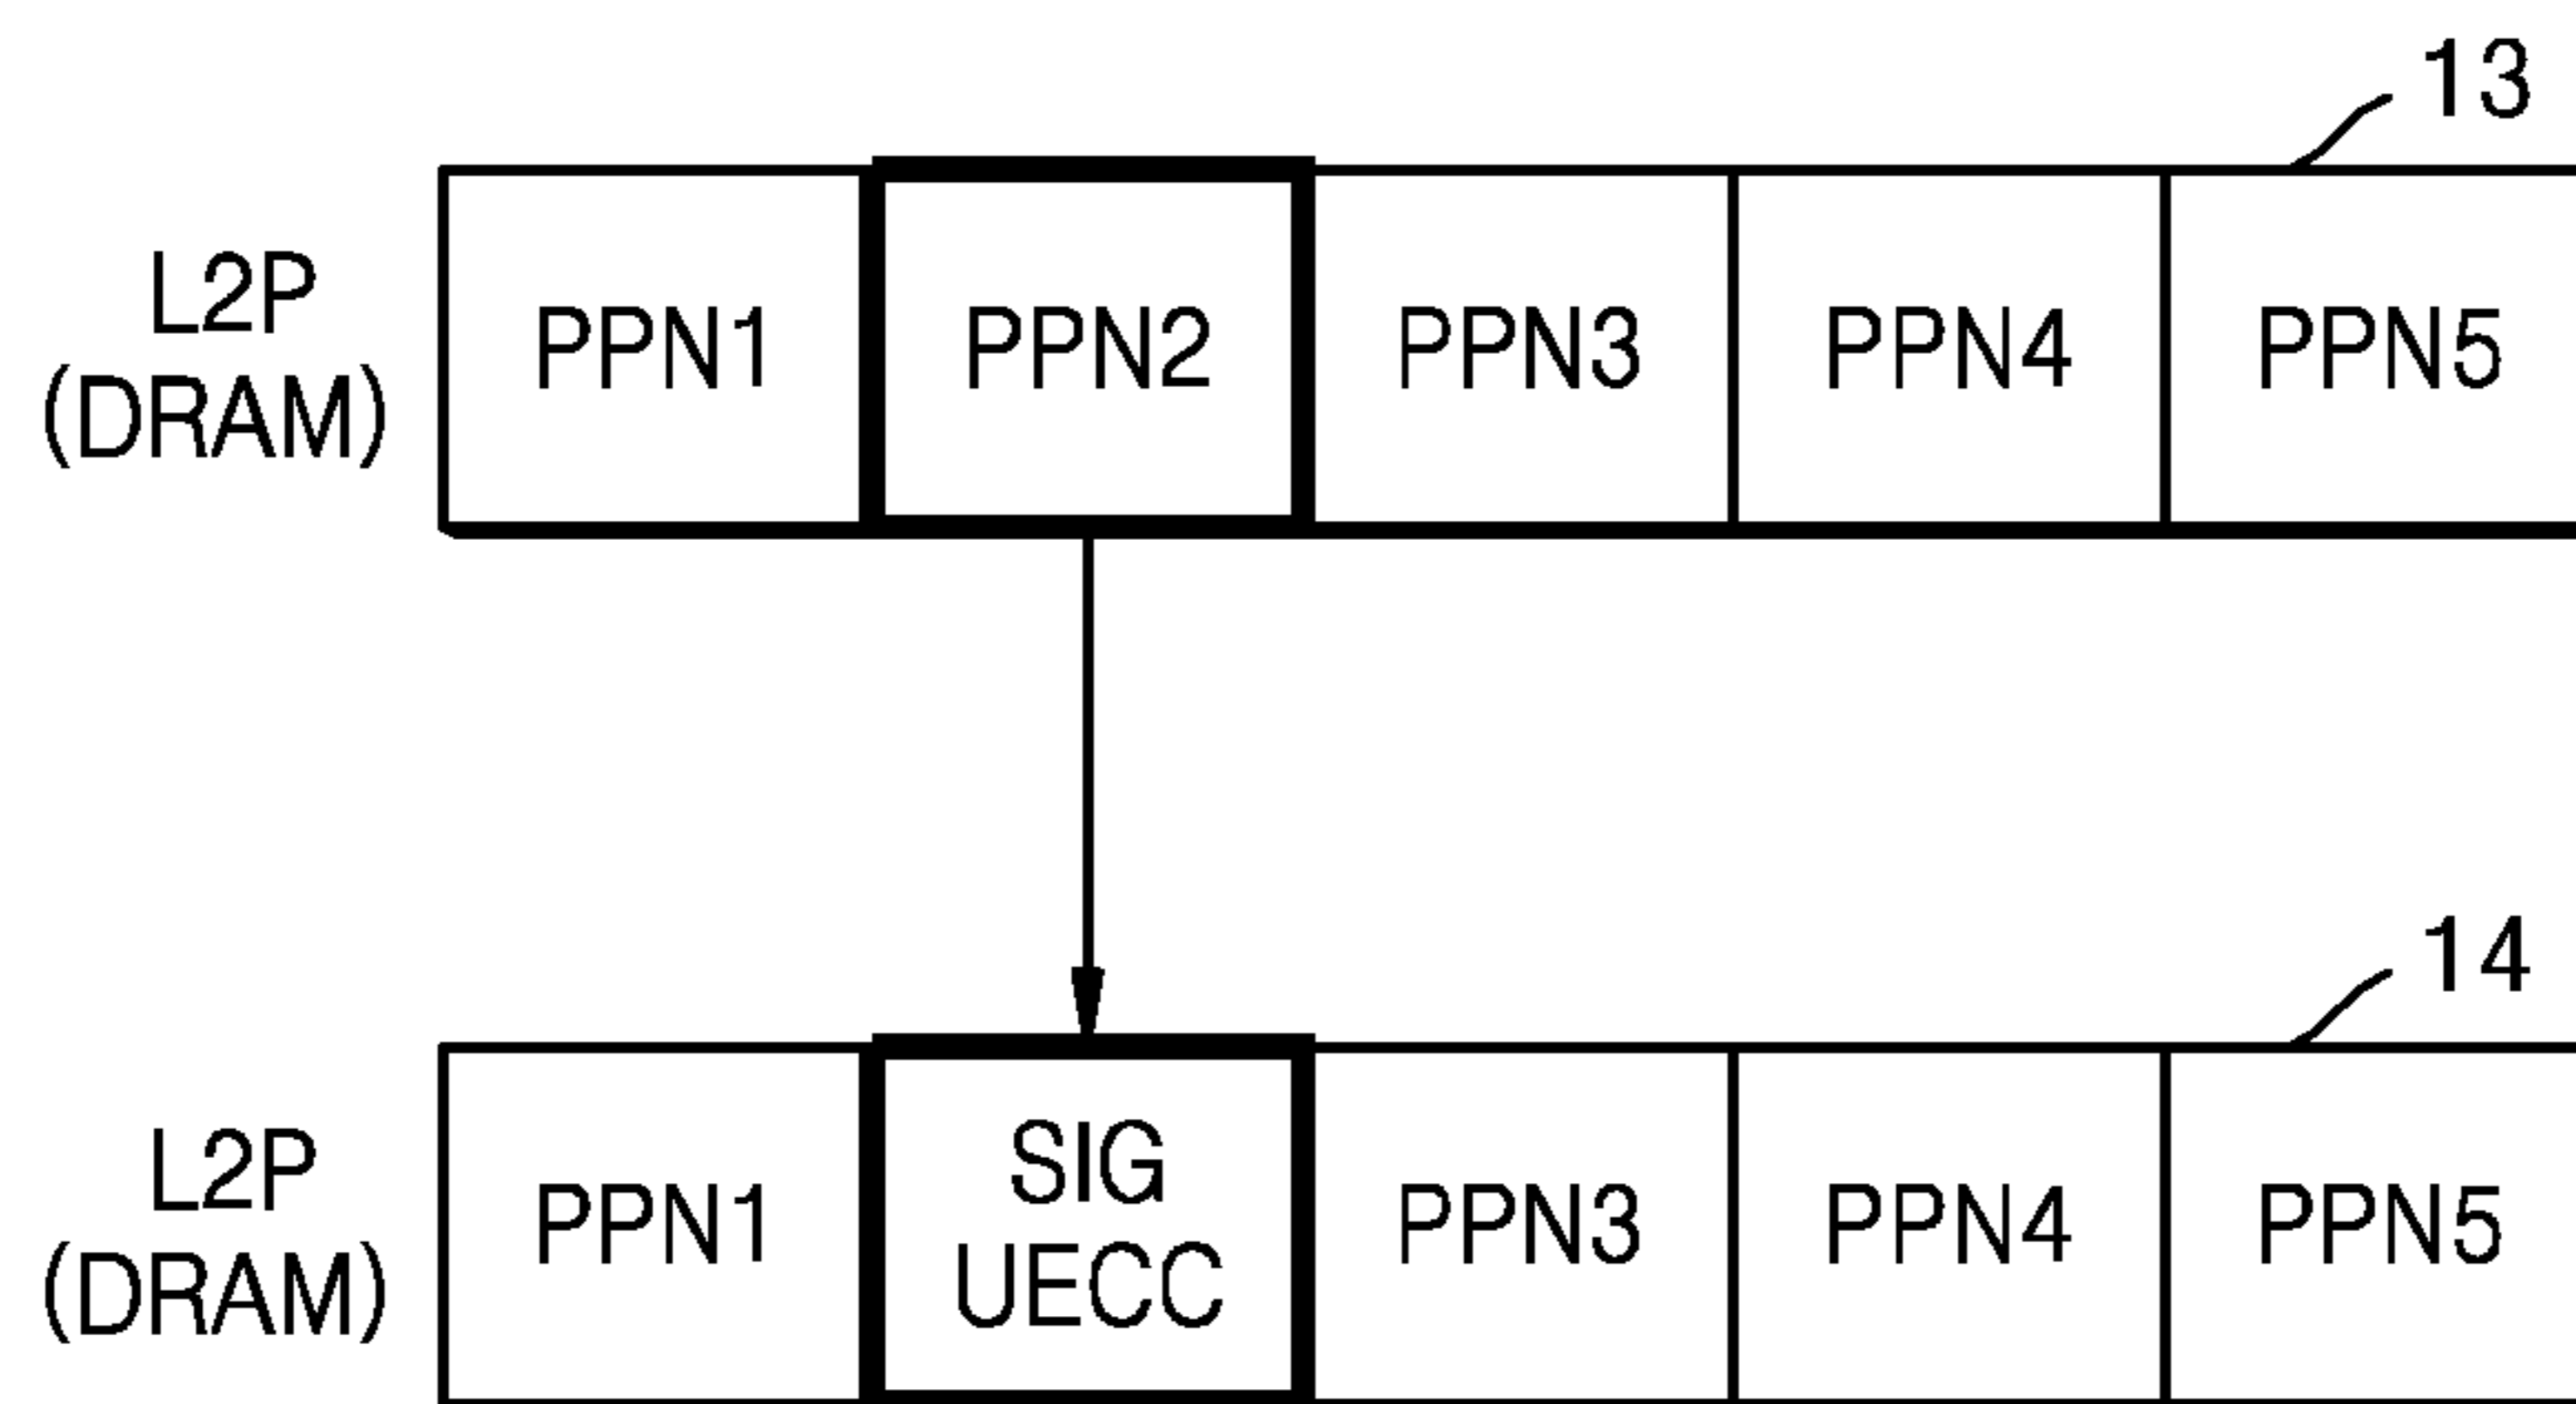 13
L2P
(DRAM)
PPN1 PPN2 PPN3 PPN4 PPN5
14
L2P
(DRAM)
PPN1 SIG UECC PPN3 PPN4 PPN5